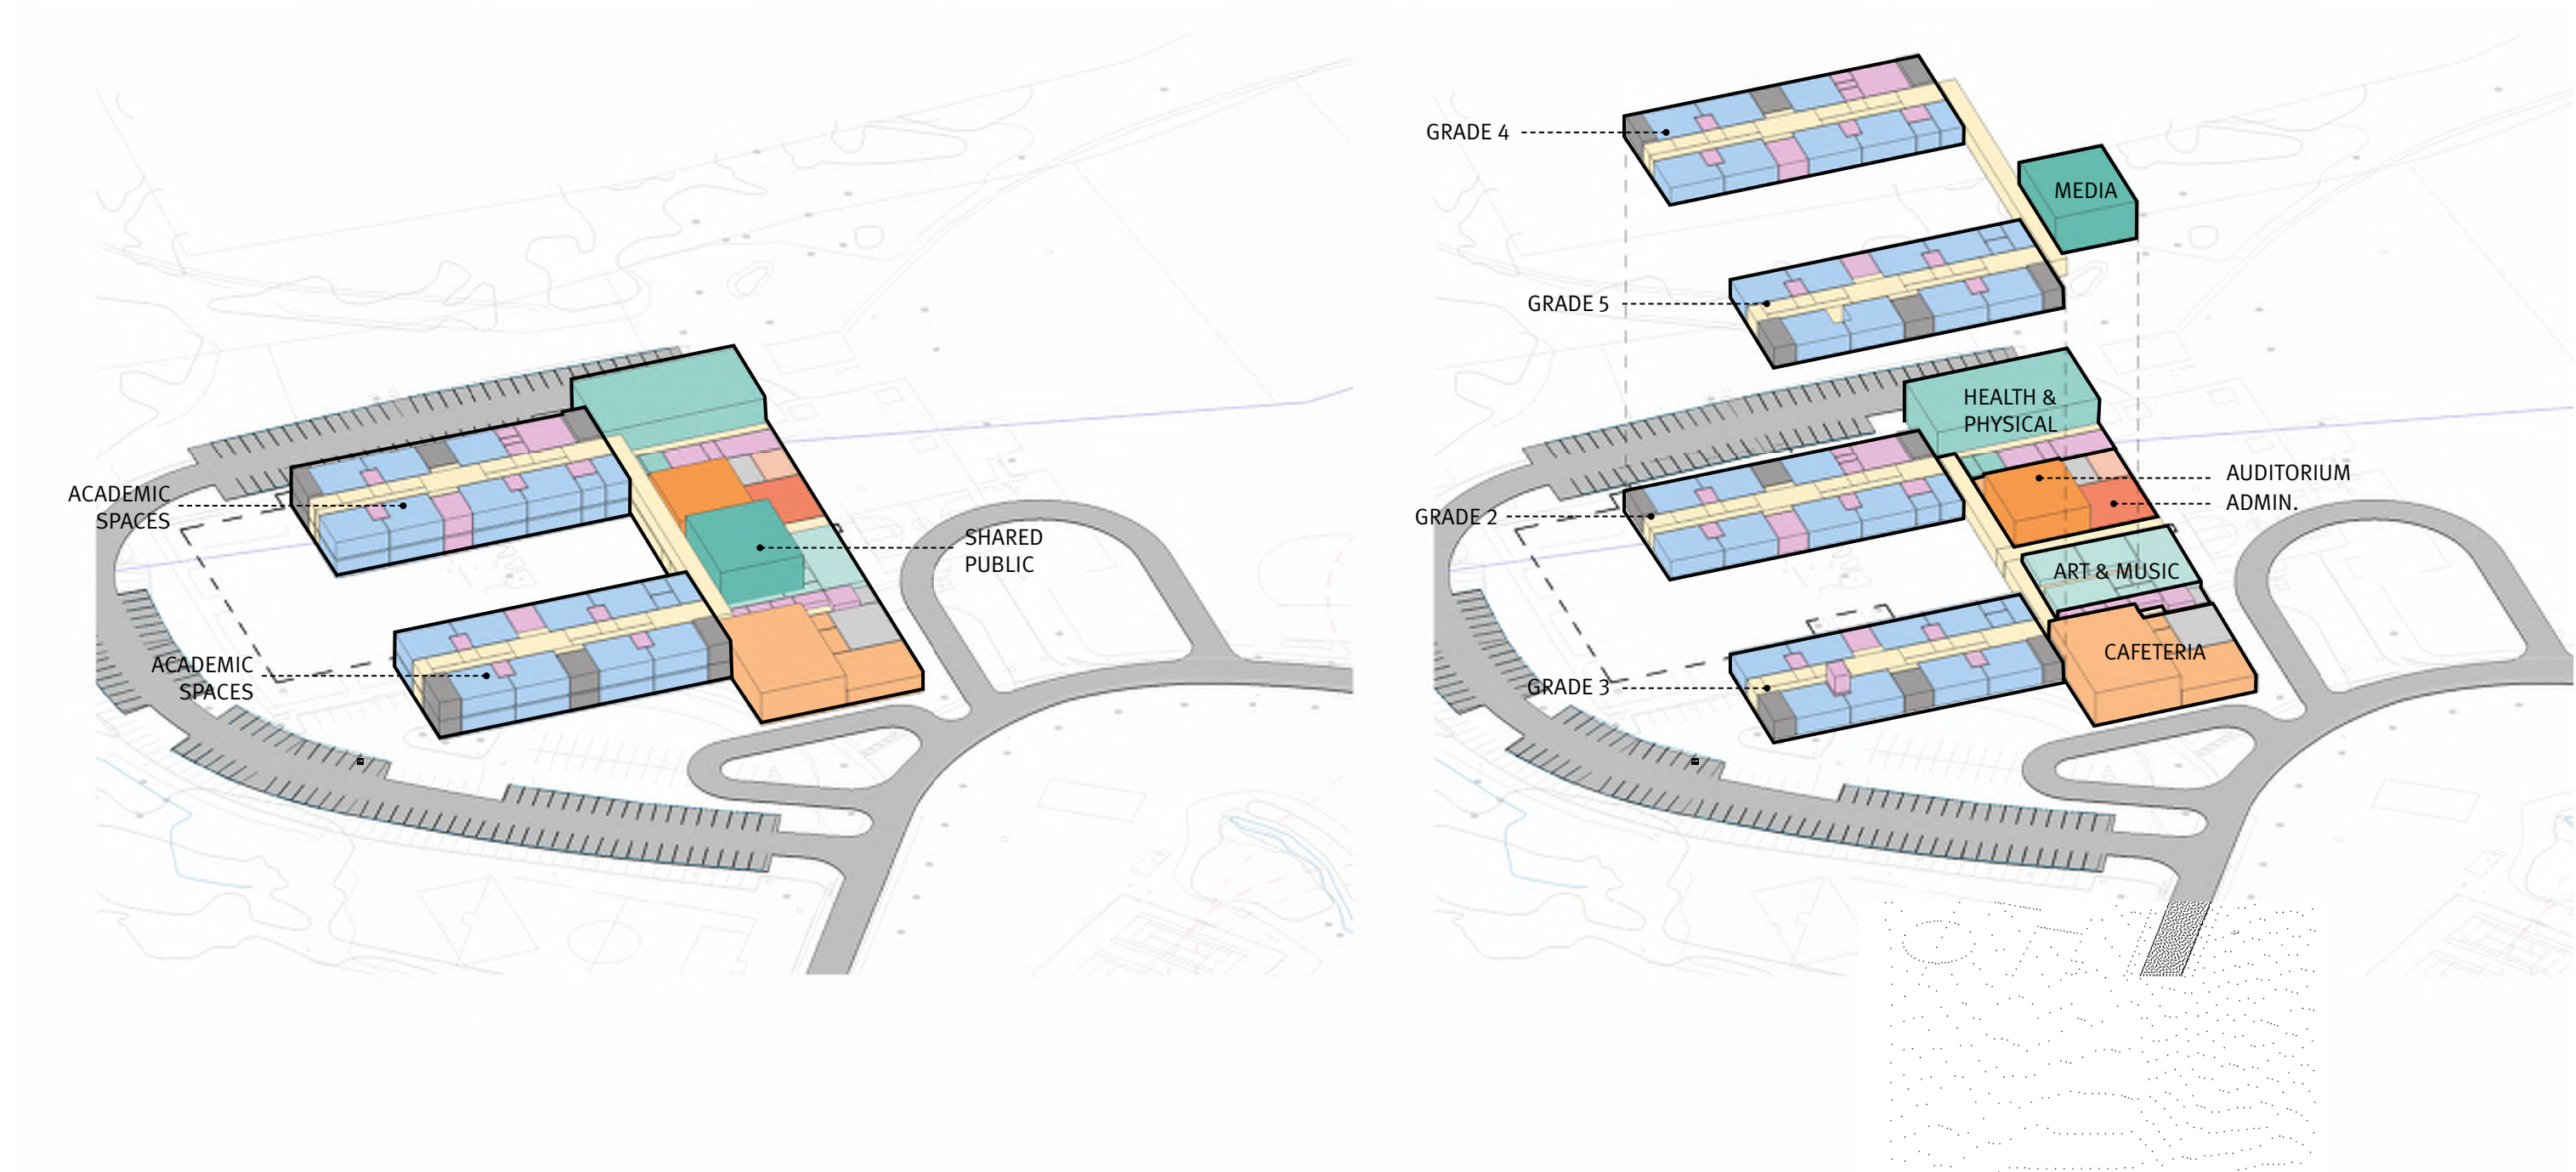 ACADEMIC
SPACES
ACADEMIC
SPACES
SHARED
PUBLIC
GRADE 4
MEDIA
GRADE 5
HEALTH &
PHYSICAL
GRADE 2
AUDITORIUM
ADMIN.
ART & MUSIC
GRADE 3
CAFETERIA